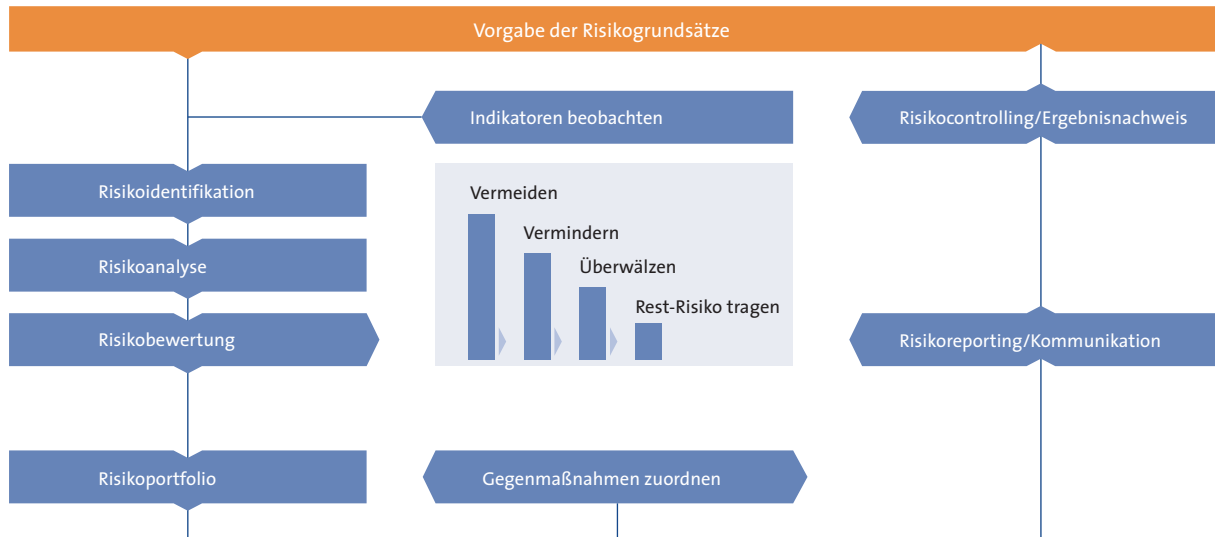 Vorgabe der Risikogrundsätze
Indikatoren beobachten
Risikocontrolling/Ergebnisnachweis
Risikoidentifikation
Vermeiden
Vermindern
Risikoanalyse
Überwälzen
Rest-Risiko tragen
Risikobewertung
Risikoreporting/Kommunikation
Risikoportfolio
Gegenmaßnahmen zuordnen